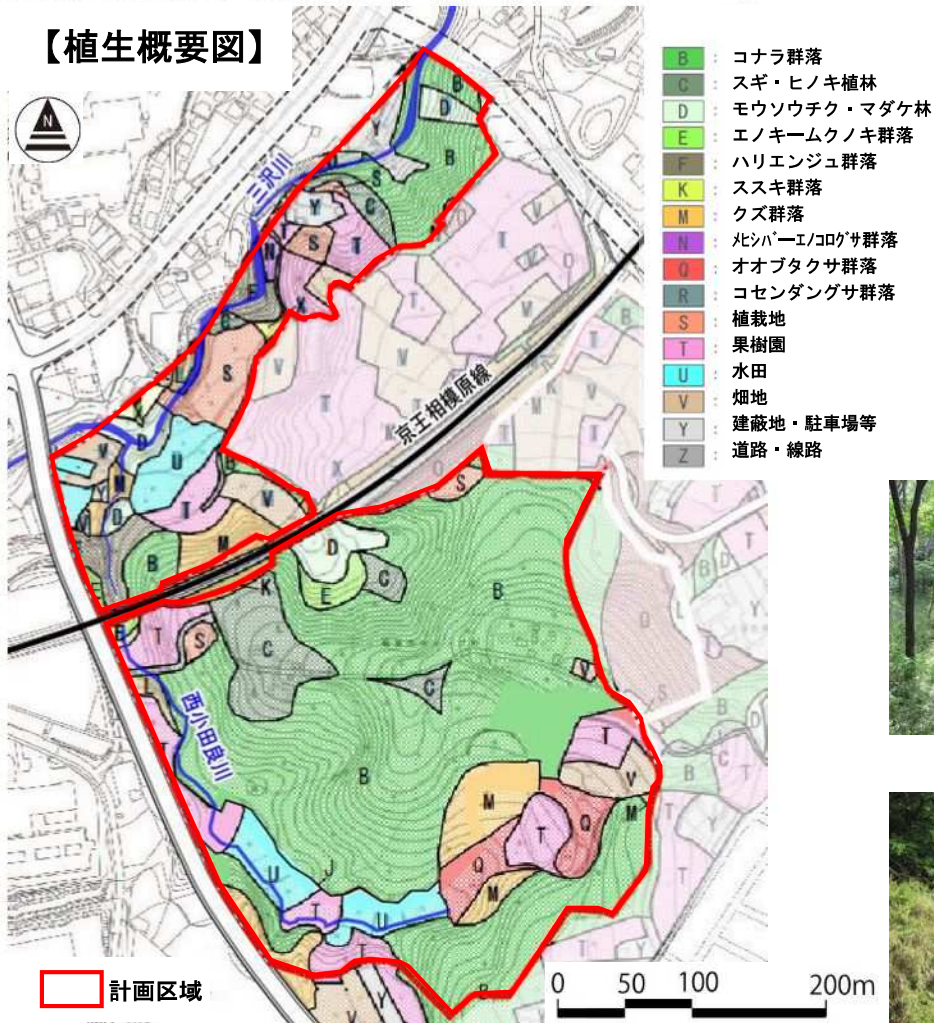 【植生概要図】
N
三沢川
京王相模原線
西小田良川
B : コナラ群落
C : スギ・ヒノキ植林
D : モウソウチク・マダケ林
E : エノキームクノキ群落
F : ハリエンジュ群落
K : ススキ群落
M : クズ群落
N : メヒシバーエノコログサ群落
Q : オオブタクサ群落
R : コセンダングサ群落
S : 植栽地
T : 果樹園
U : 水田
V : 畑地
Y : 建蔽地・駐車場等
Z : 道路・線路
計画区域
0 50 100 200m